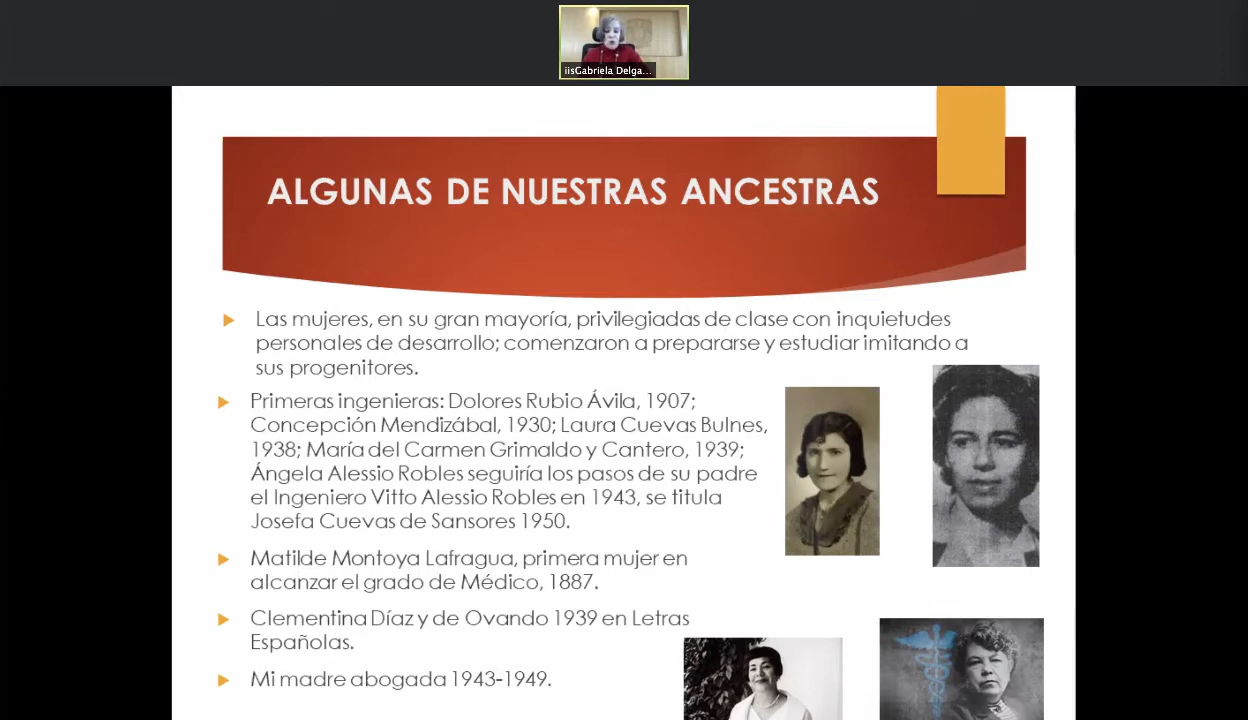 iisGabriela Delga...
ALGUNAS DE NUESTRAS ANCESTRAS
Las mujeres, en su gran mayoría, privilegiadas de clase con inquietudes
personales de desarrollo; comenzaron a prepararse y estudiar imitando a
sus progenitores.
Primeras ingenieras: Dolores Rubio Ávila, 1907;
Concepción Mendizábal, 1930; Laura Cuevas Bulnes,
1938; María del Carmen Grimaldo y Cantero, 1939;
Ángela Alessio Robles seguiría los pasos de su padre
el Ingeniero Vitto Alessio Robles en 1943, se titula
Josefa Cuevas de Sansores 1950.
Matilde Montoya Lafragua, primera mujer en
alcanzar el grado de Médico, 1887.
Clementina Díaz y de Ovando 1939 en Letras
Españolas.
Mi madre abogada 1943-1949.